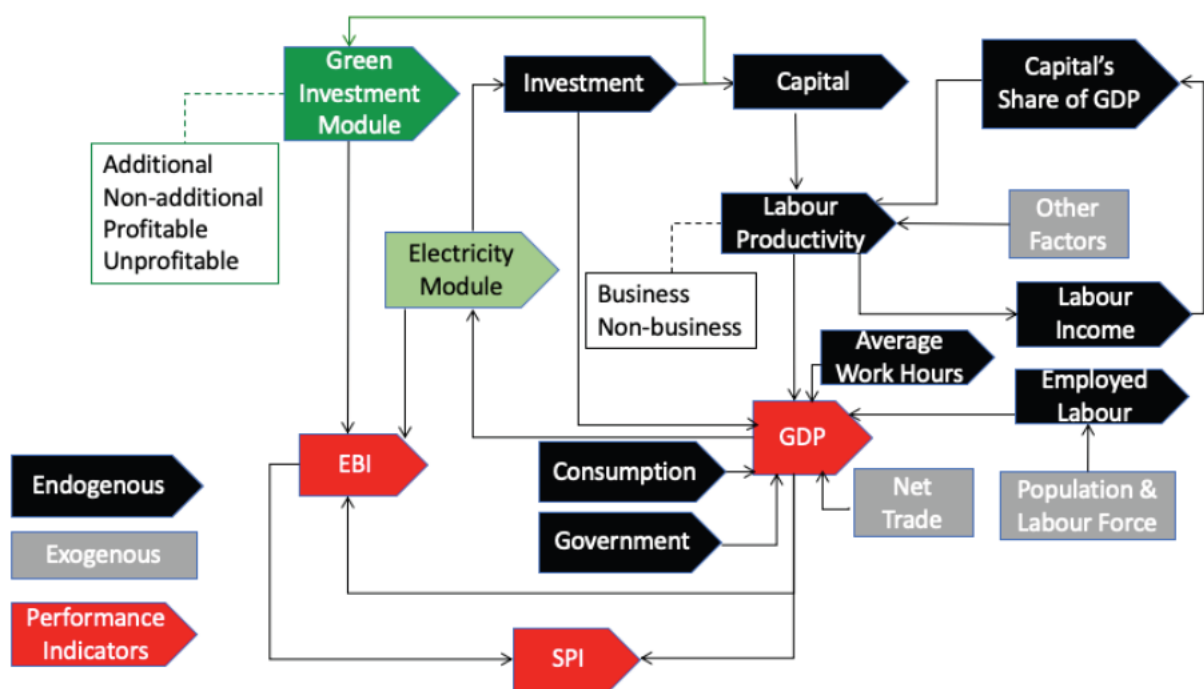 Green
Investment
Module
Investment
Capital
Capital's
Share of GDP
Additional
Non-additional
Profitable
Unprofitable
Labour
Productivity
Other
Factors
Electricity
Module
Business
Non-business
Labour
Income
Average
Work Hours
Employed
Labour
GDP
EBI
Consumption
Endogenous
Net
Trade
Population &
Labour Force
Government
Exogenous
Performance
Indicators
SPI